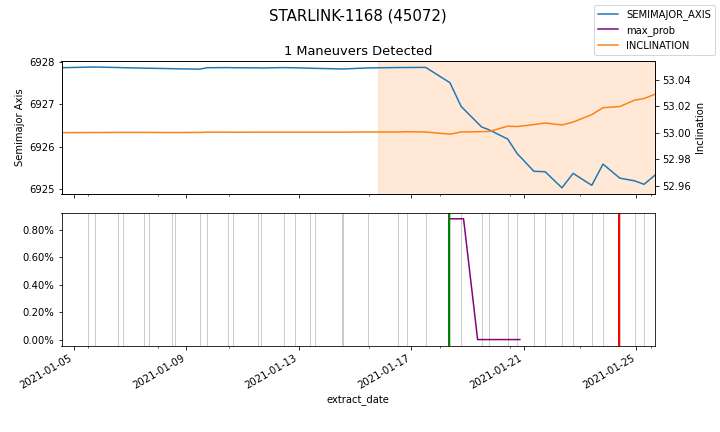 STARLINK-1168 (45072)
SEMIMAJOR_AXIS
max_prob
INCLINATION
1 Maneuvers Detected
6928
6927
6926
6925
Semimajor Axis
53.04
53.02
53.00
52.98
52.96
Inclination
0.80%
0.60%
0.40%
0.20%
0.00%
2021-01-05
2021-01-09
2021-01-13
2021-01-17
2021-01-21
2021-01-25
extract_date